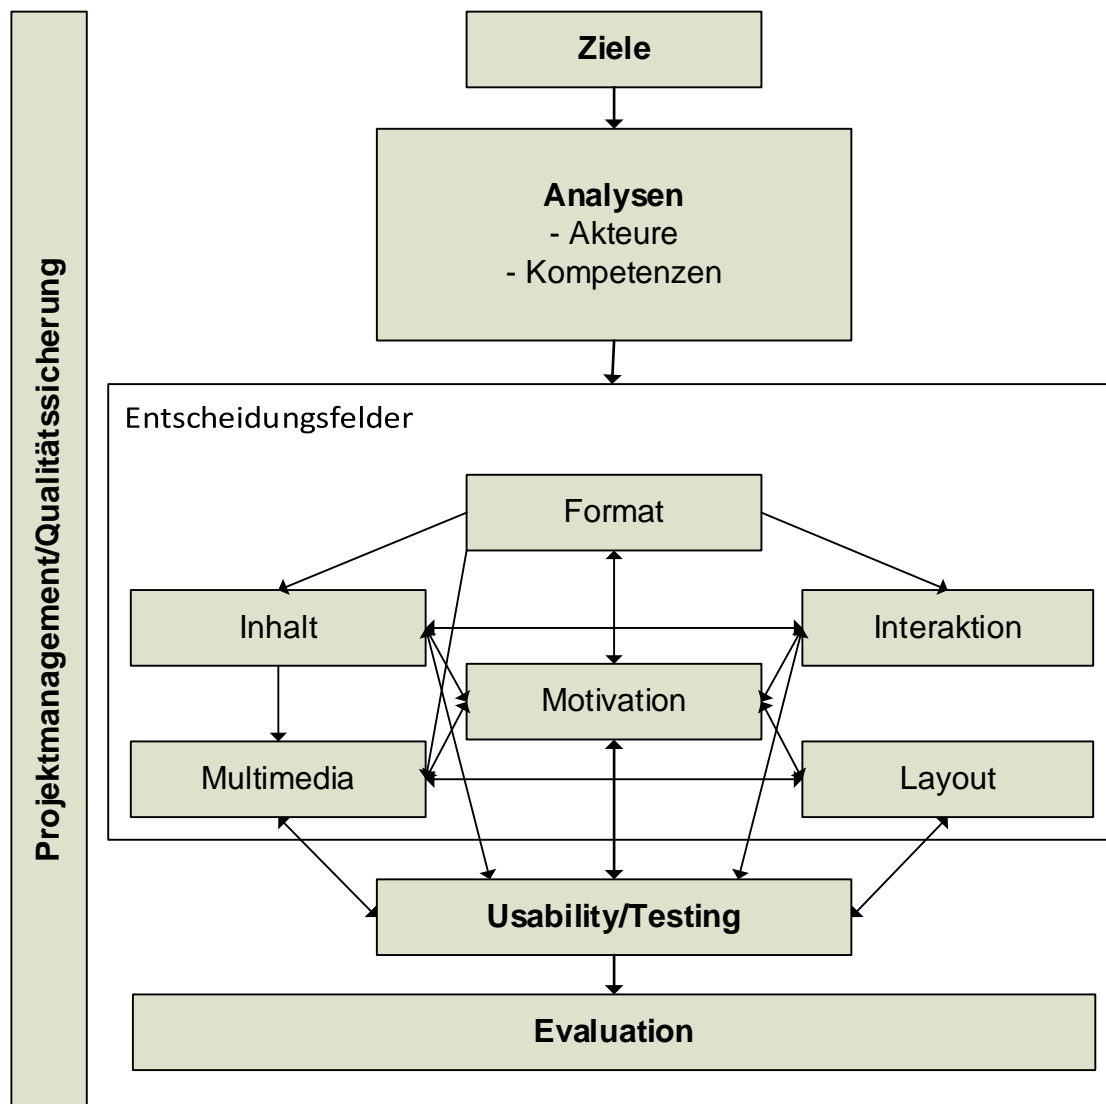 Projektmanagement/Qualitätssicherung
Ziele
Analysen
- Akteure
- Kompetenzen
Entscheidungsfelder
Format
Inhalt
Interaktion
Motivation
Multimedia
Layout
Usability/Testing
Evaluation